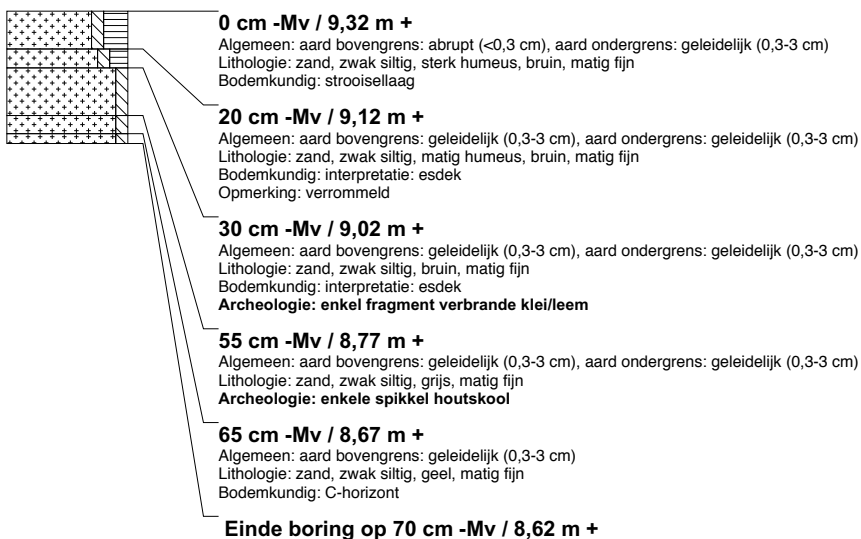 0 cm -Mv / 9,32 m +
Algemeen: aard bovengrens: abrupt (<0,3 cm), aard ondergrens: geleidelijk (0,3-3 cm)
Lithologie: zand, zwak siltig, sterk humeus, bruin, matig fijn
Bodemkundig: strooisellaag
20 cm -Mv / 9,12 m +
Algemeen: aard bovengrens: geleidelijk (0,3-3 cm), aard ondergrens: geleidelijk (0,3-3 cm)
Lithologie: zand, zwak siltig, matig humeus, bruin, matig fijn
Bodemkundig: interpretatie: esdek
Opmerking: verrommeld
30 cm -Mv / 9,02 m +
Algemeen: aard bovengrens: geleidelijk (0,3-3 cm), aard ondergrens: geleidelijk (0,3-3 cm)
Lithologie: zand, zwak siltig, bruin, matig fijn
Bodemkundig: interpretatie: esdek
Archeologie: enkel fragment verbrande klei/leem
55 cm -Mv / 8,77 m +
Algemeen: aard bovengrens: geleidelijk (0,3-3 cm), aard ondergrens: geleidelijk (0,3-3 cm)
Lithologie: zand, zwak siltig, grijs, matig fijn
Archeologie: enkele spikkel houtskool
65 cm -Mv / 8,67 m +
Algemeen: aard bovengrens: geleidelijk (0,3-3 cm)
Lithologie: zand, zwak siltig, geel, matig fijn
Bodemkundig: C-horizont
Einde boring op 70 cm -Mv / 8,62 m +